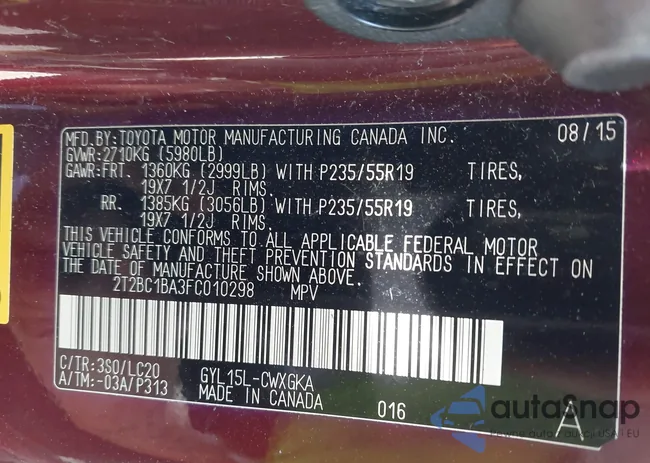 MFD.BY:TOYOTA MOTOR MANUFACTURING CANADA INC. 08/15
GVWR:2710KG (5980LB)
GAWR:FRT. 1360KG (2999LB) WITH P235/55R19 TIRES,
19X7 1/2J RIMS.
RR. 1385KG (3056LB) WITH P235/55R19 TIRES,
19X7 1/2J RIMS.
THIS VEHICLE CONFORMS TO ALL APPLICABLE FEDERAL MOTOR
VEHICLE SAFETY AND THEFT PREVENTION STANDARDS IN EFFECT ON
THE DATE OF MANUFACTURE SHOWN ABOVE.
2T2BC1BA3FC010298 MPV
C/TR:3S0/LC20 GYL15L-CWXGKA
A/TM:-03A/P313 MADE IN CANADA 016 A
autoSnap